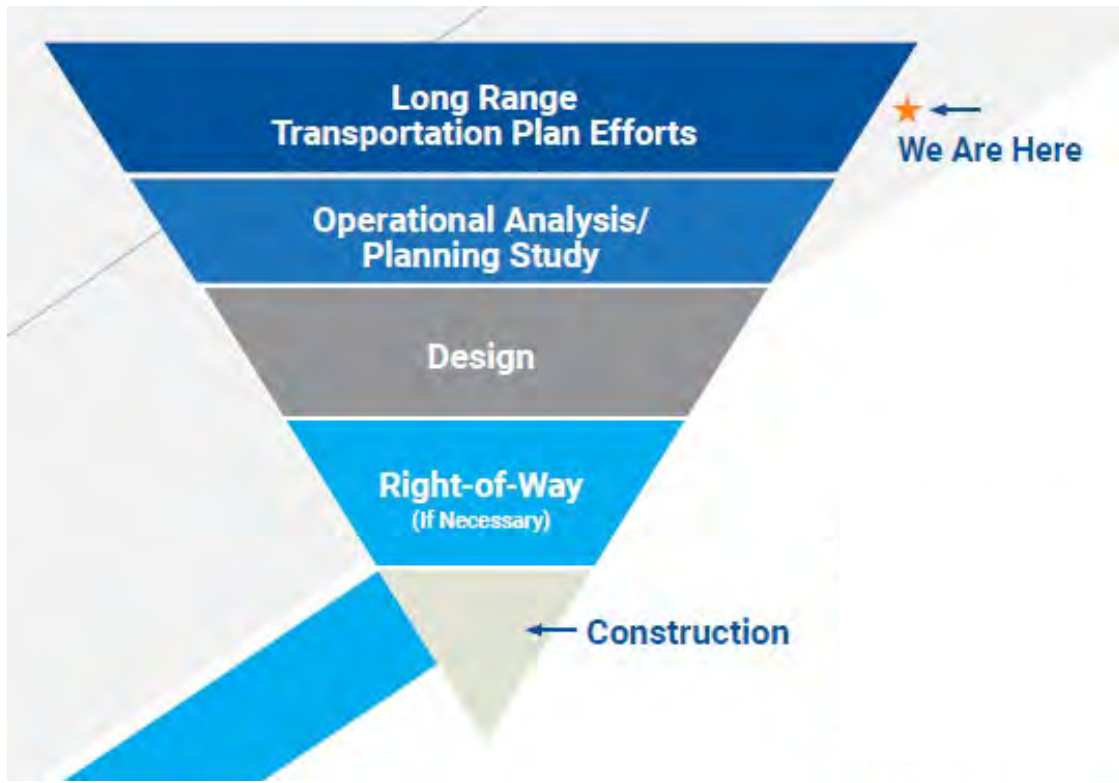 Long Range
Transportation Plan Efforts
We Are Here
Operational Analysis/
Planning Study
Design
Right-of-Way
(If Necessary)
Construction